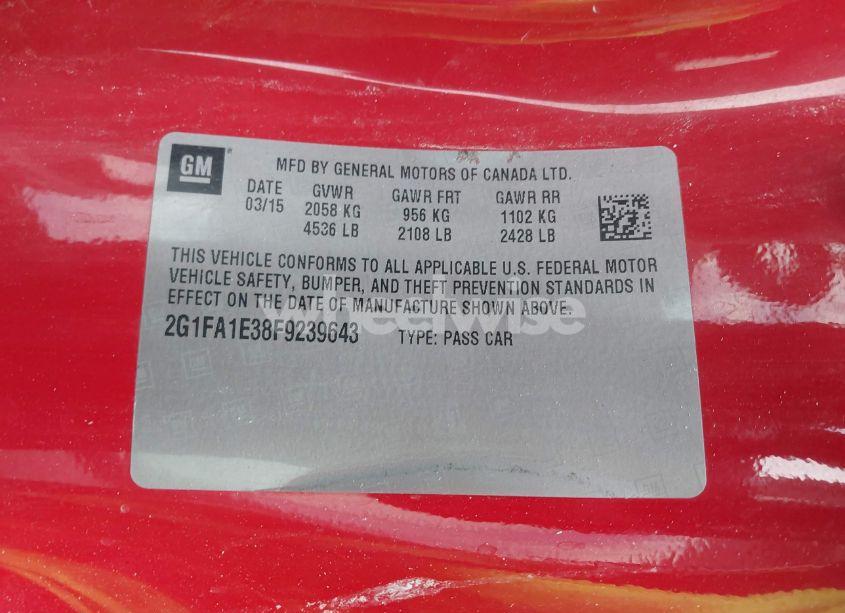 GM
MFD BY GENERAL MOTORS OF CANADA LTD.
DATE GVWR GAWR FRT GAWR RR
03/15 2058 KG 956 KG 1102 KG
4536 LB 2108 LB 2428 LB
THIS VEHICLE CONFORMS TO ALL APPLICABLE U.S. FEDERAL MOTOR
VEHICLE SAFETY, BUMPER, AND THEFT PREVENTION STANDARDS IN
EFFECT ON THE DATE OF MANUFACTURE SHOWN ABOVE.
wheelwise
2G1FA1E38F9239643 TYPE: PASS CAR
GM